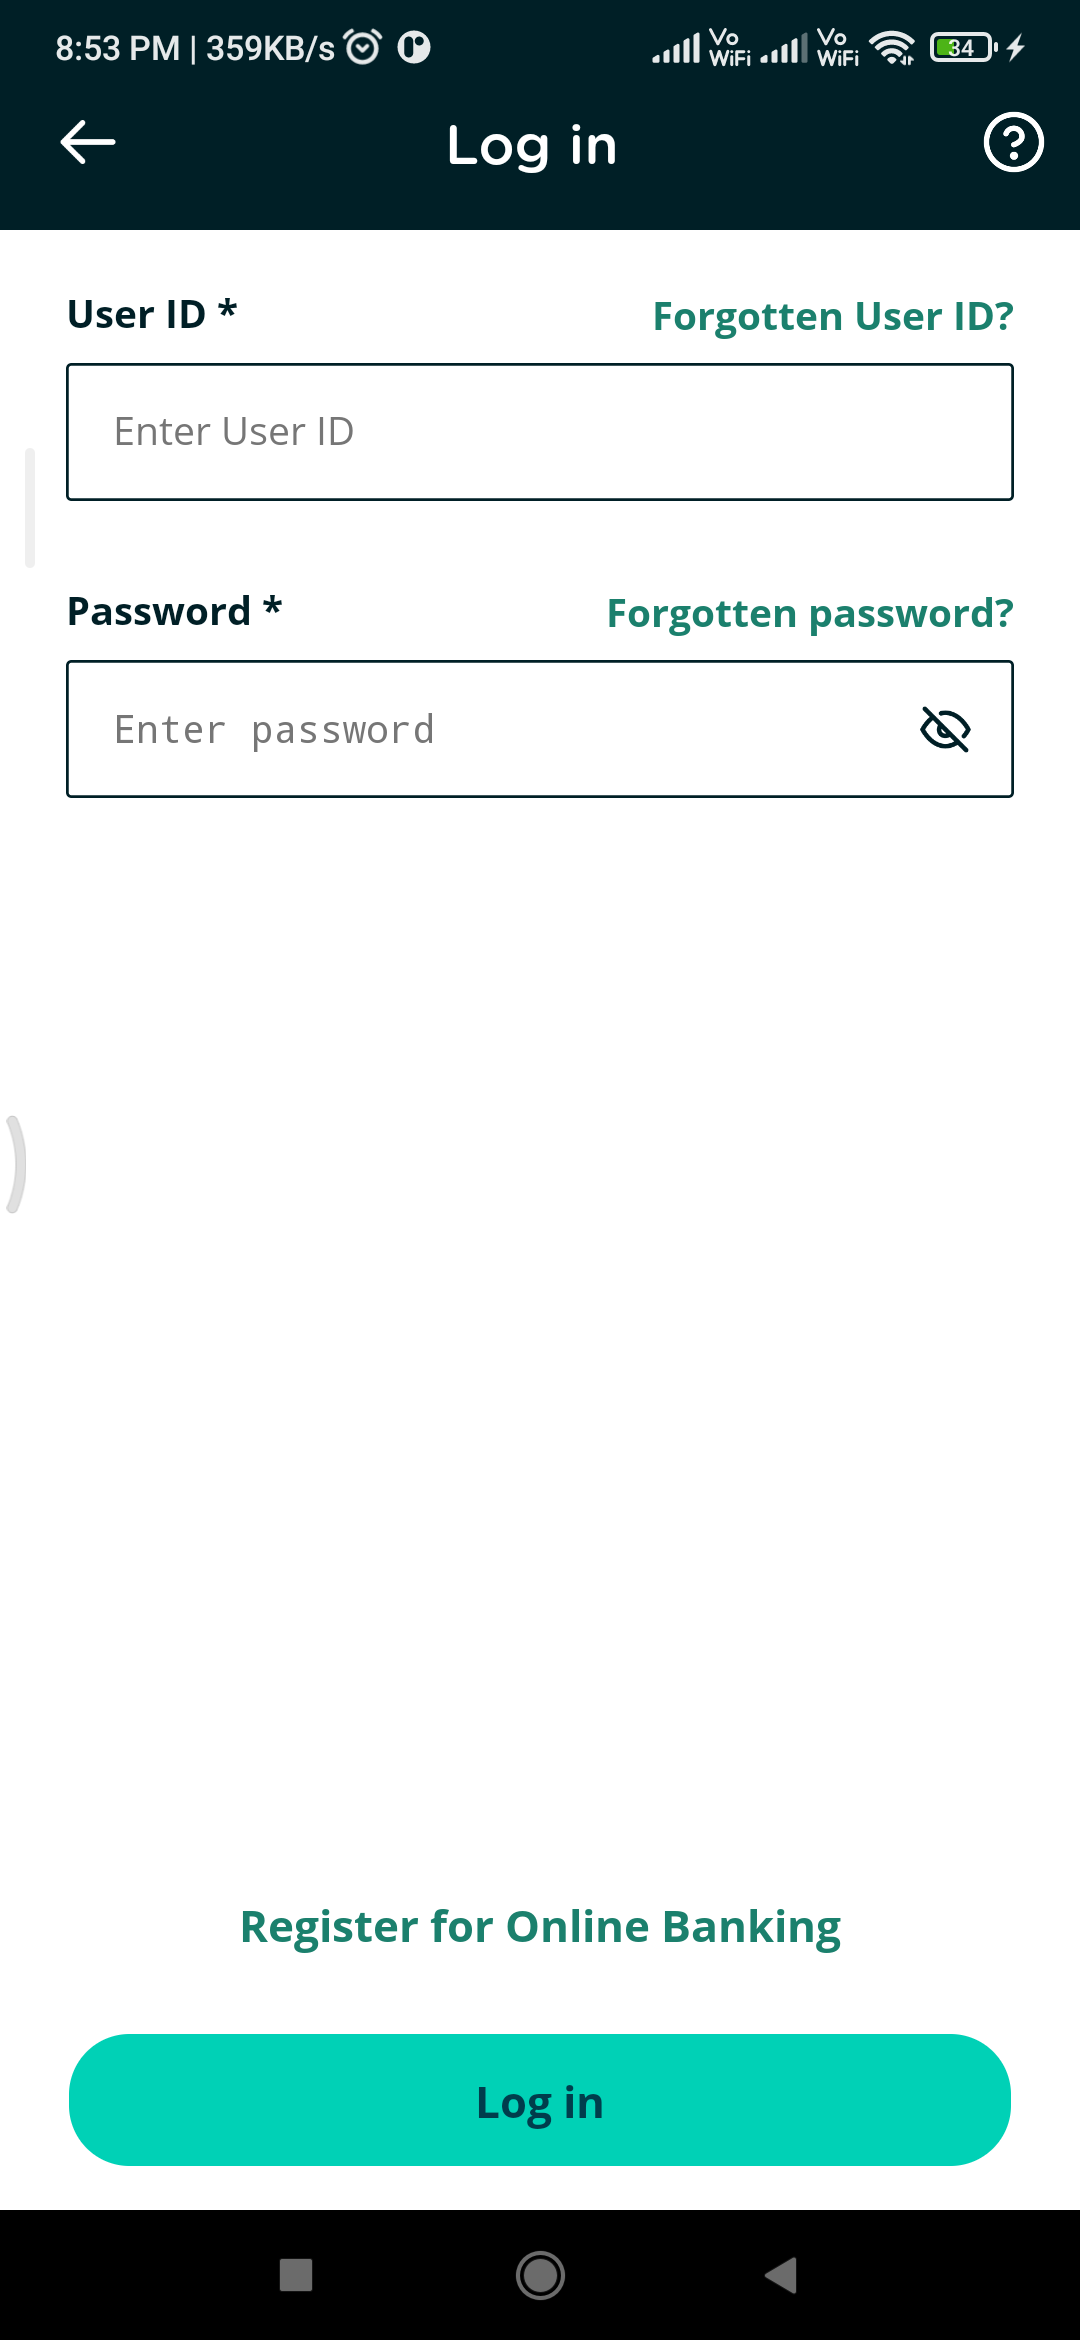 8:53 PM | 359KB/s Vo WiFi Vo WiFi 34
Log in
User ID * Forgotten User ID?
Enter User ID
Password * Forgotten password?
Enter password
Register for Online Banking
Log in